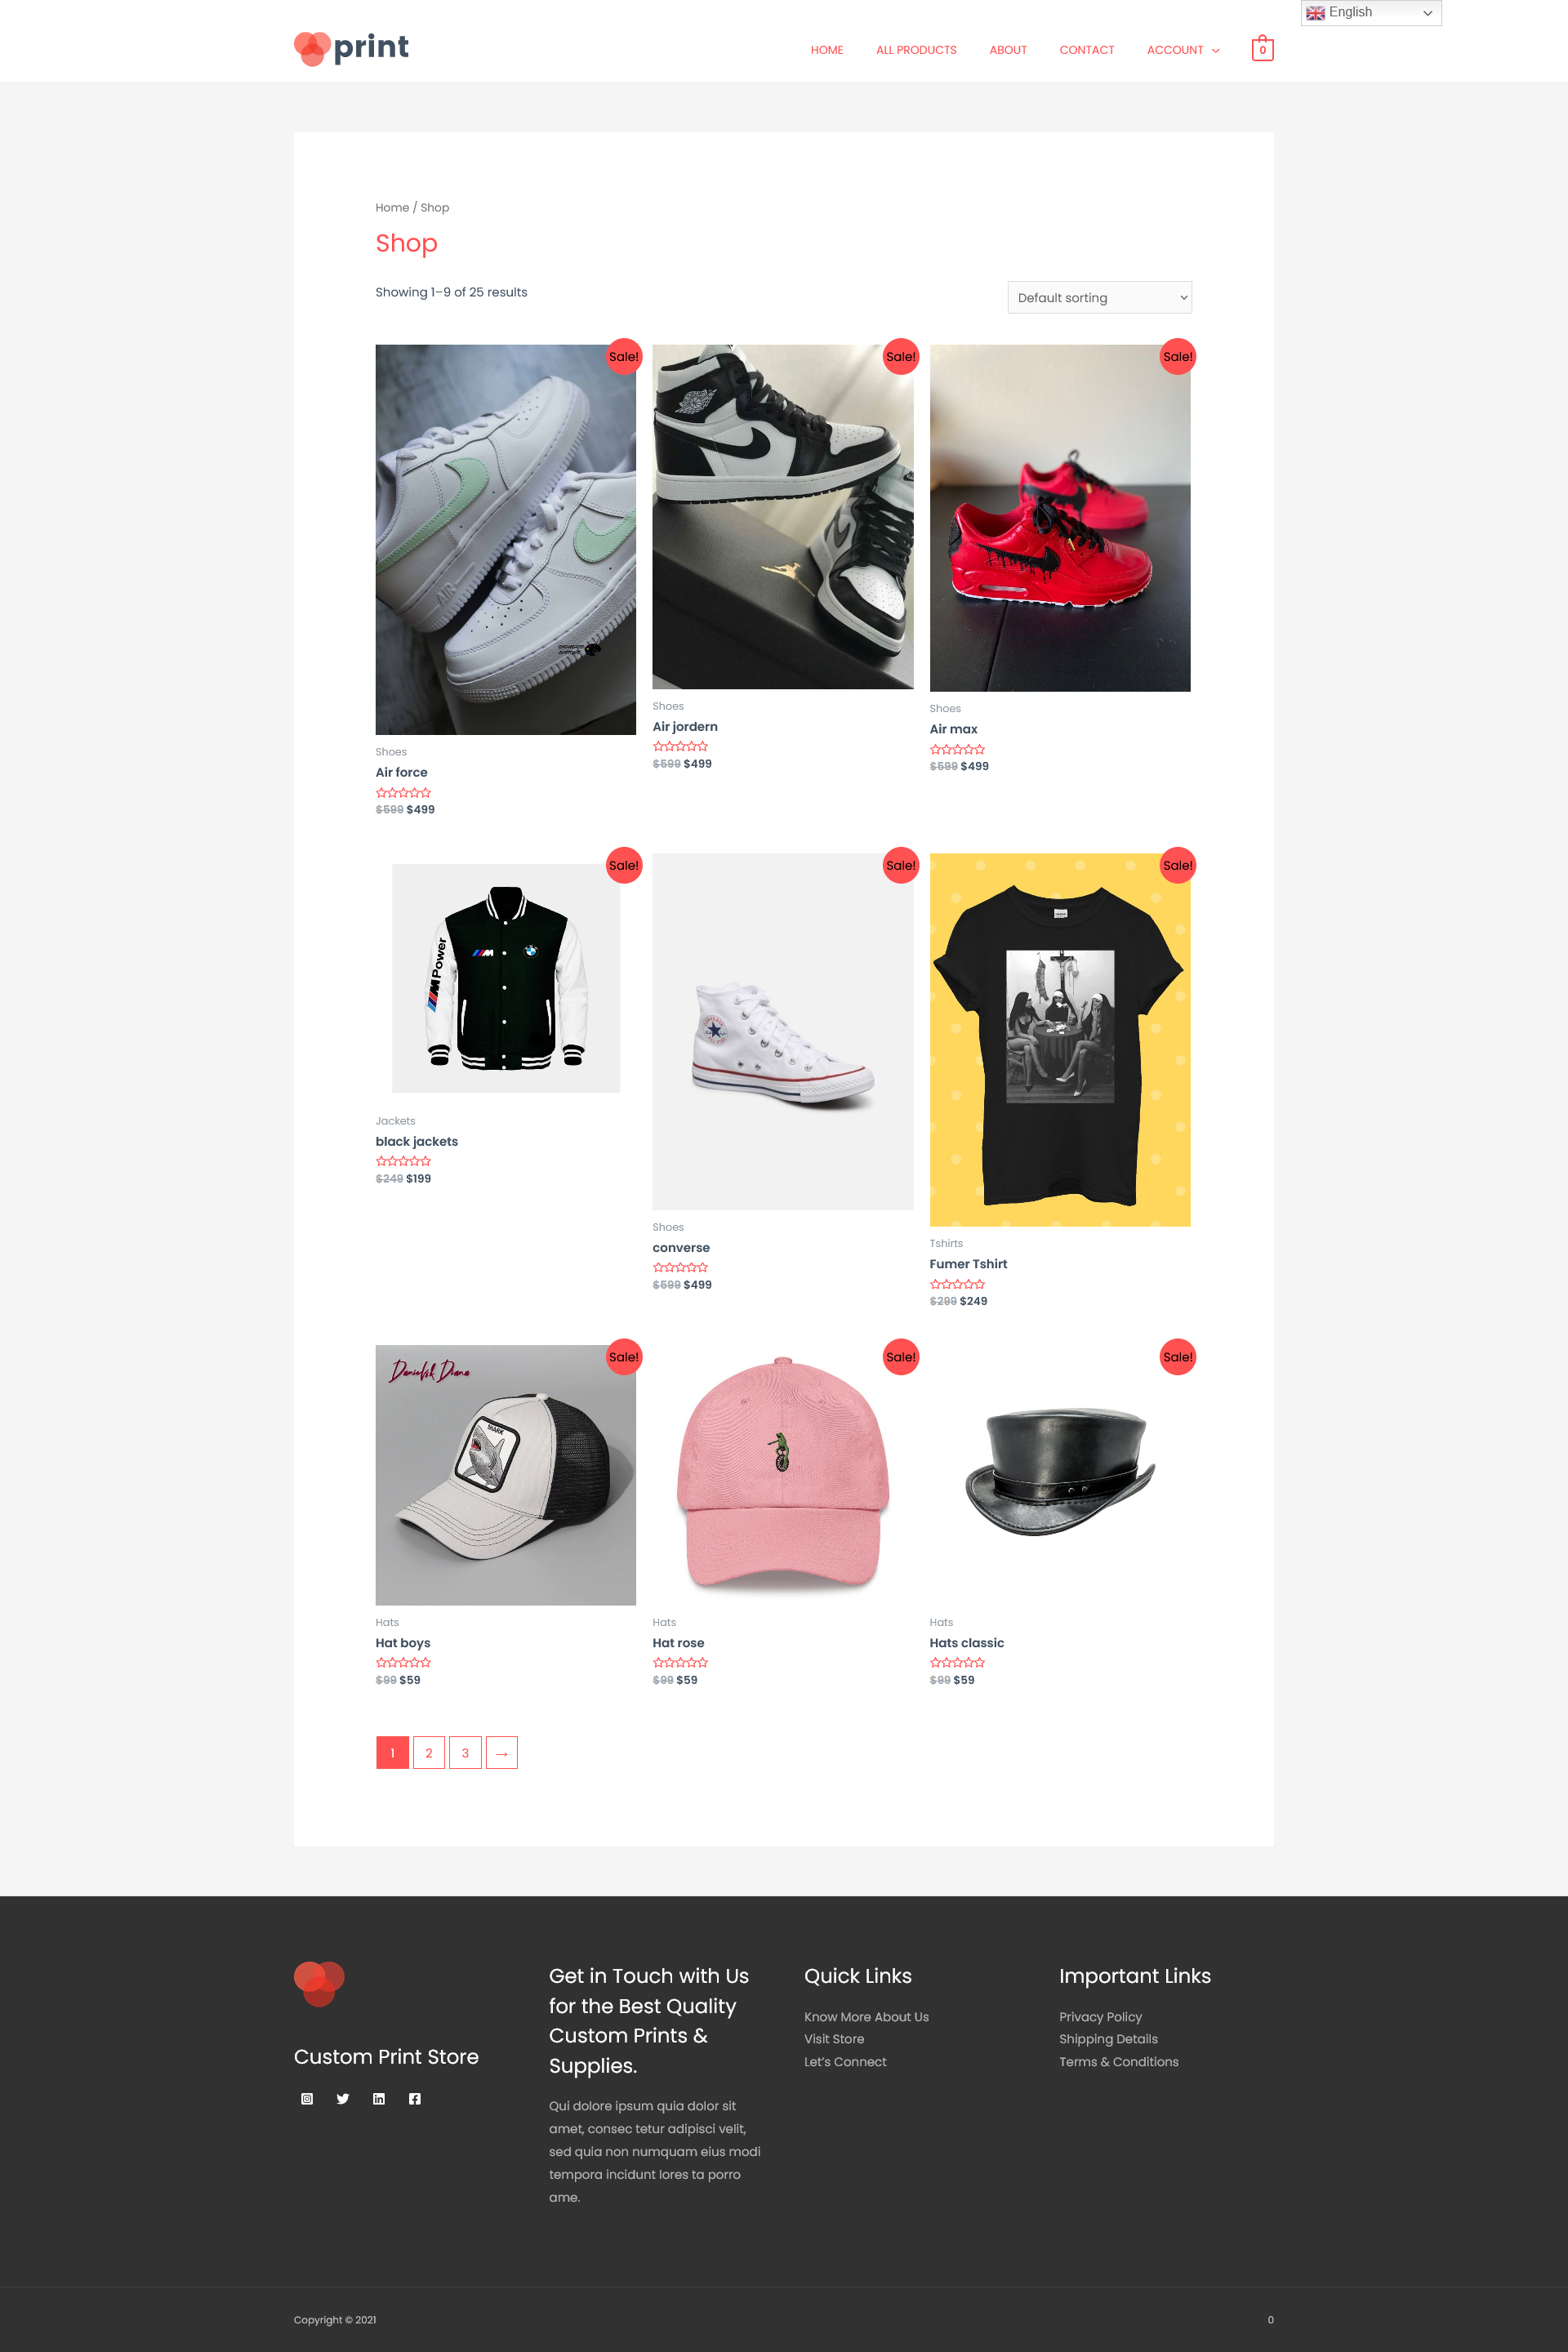 English
print
HOME ALL PRODUCTS ABOUT CONTACT ACCOUNT 0
Home / Shop
Shop
Showing 1–9 of 25 results
Default sorting
Sale!
AIR
Shoes
Air force
$599 $499
Sale!
Shoes
Air jordern
$599 $499
Sale!
Shoes
Air max
$599 $499
Sale!
M Power
M
Jackets
black jackets
$249 $199
Sale!
Shoes
converse
$599 $499
Sale!
Tshirts
Fumer Tshirt
$299 $249
Sale!
Danielsk Diana
SHARK
Hats
Hat boys
$99 $59
Sale!
Hats
Hat rose
$99 $59
Sale!
Hats
Hats classic
$99 $59
1 2 3 →
Custom Print Store
Get in Touch with Us
for the Best Quality
Custom Prints &
Supplies.
Qui dolore ipsum quia dolor sit
amet, consec tetur adipisci velit,
sed quia non numquam eius modi
tempora incidunt lores ta porro
ame.
Quick Links
Know More About Us
Visit Store
Let’s Connect
Important Links
Privacy Policy
Shipping Details
Terms & Conditions
Copyright © 2021
0